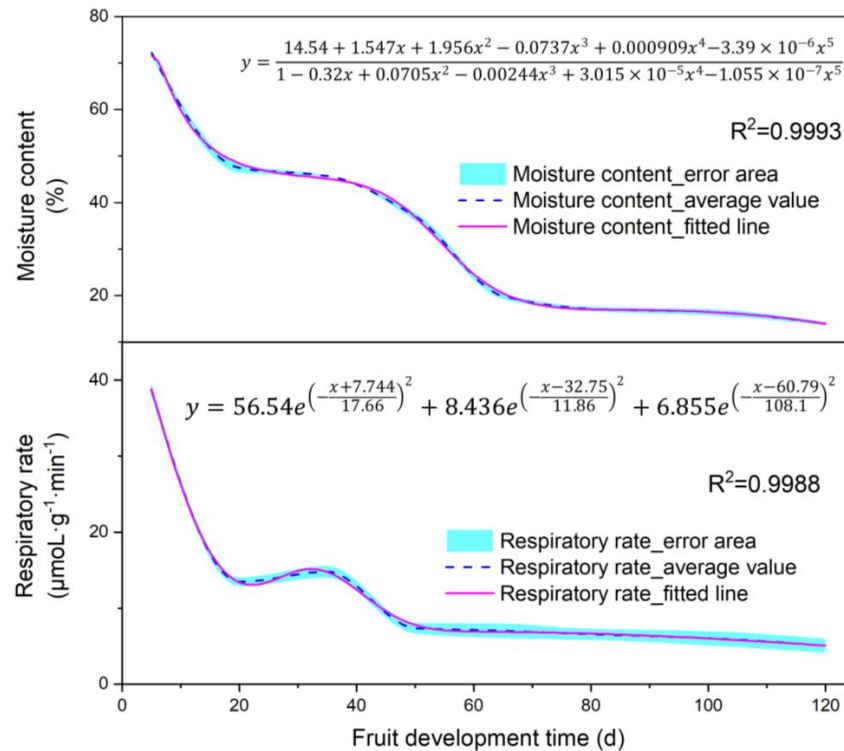 80
60
40
20
Moisture content
(%)
y = (14.54 + 1.547x + 1.956x² − 0.0737x³ + 0.000909x⁴−3.39 × 10⁻⁶x⁵)/(1 − 0.32x + 0.0705x² − 0.00244x³ + 3.015 × 10⁻⁵x⁴−1.055 × 10⁻⁷x⁵)
R²=0.9993
Moisture content_error area
Moisture content_average value
Moisture content_fitted line
40
20
0
Respiratory rate
(μmoL·g⁻¹·min⁻¹)
y = 56.54e^(−(x+7.744)/17.66)² + 8.436e^(−(x−32.75)/11.86)² + 6.855e^(−(x−60.79)/108.1)²
R²=0.9988
Respiratory rate_error area
Respiratory rate_average value
Respiratory rate_fitted line
0 20 40 60 80 100 120
Fruit development time (d)